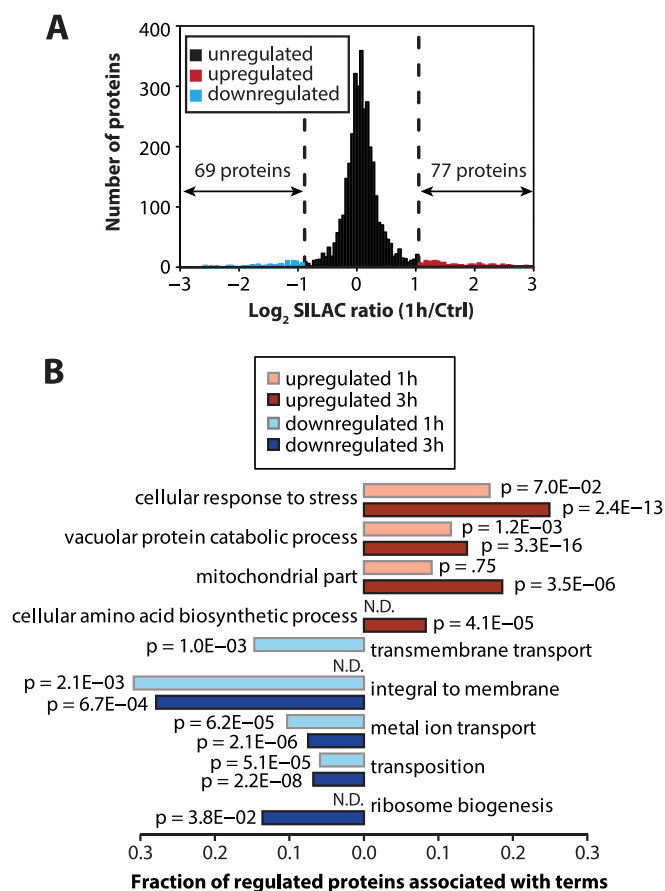 A
Number of proteins
400
300
200
100
0
unregulated
upregulated
downregulated
69 proteins
77 proteins
−3 −2 −1 0 1 2 3
Log2 SILAC ratio (1h/Ctrl)
B
upregulated 1h
upregulated 3h
downregulated 1h
downregulated 3h
cellular response to stress
p = 7.0E−02
p = 2.4E−13
vacuolar protein catabolic process
p = 1.2E−03
p = 3.3E−16
mitochondrial part
p = .75
p = 3.5E−06
cellular amino acid biosynthetic process
N.D.
p = 4.1E−05
p = 1.0E−03
transmembrane transport
N.D.
p = 2.1E−03
integral to membrane
p = 6.7E−04
p = 6.2E−05
metal ion transport
p = 2.1E−06
p = 5.1E−05
transposition
p = 2.2E−08
N.D.
ribosome biogenesis
p = 3.8E−02
0.3 0.2 0.1 0.0 0.1 0.2 0.3
Fraction of regulated proteins associated with terms